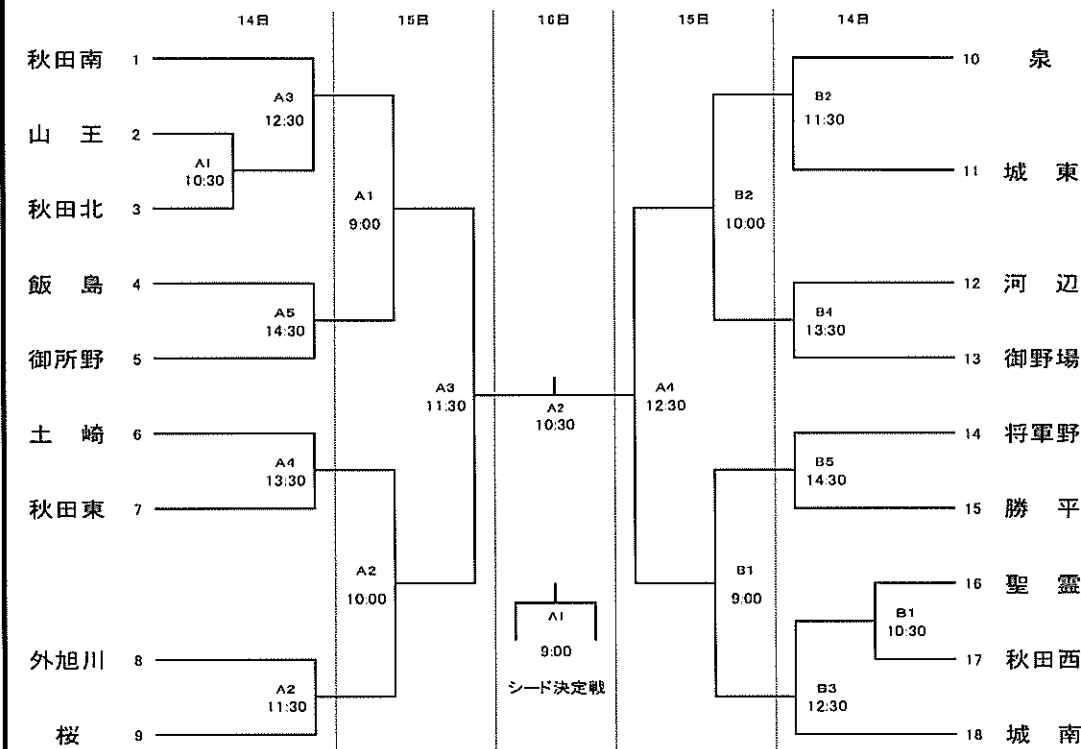 14日 15日 16日 15日 14日
秋田南 1
山王 2
秋田北 3
飯島 4
御所野 5
土崎 6
秋田東 7
外旭川 8
桜 9
A3
12:30
A1
10:30
A5
14:30
A4
13:30
A2
11:30
A1
9:00
A2
10:00
A3
11:30
A2
10:30
A1
9:00
シード決定戦
A4
12:30
B2
10:00
B1
9:00
B2
11:30
B4
13:30
B5
14:30
B1
10:30
B3
12:30
10 泉
11 城東
12 河辺
13 御野場
14 将軍野
15 勝平
16 聖霊
17 秋田西
18 城南